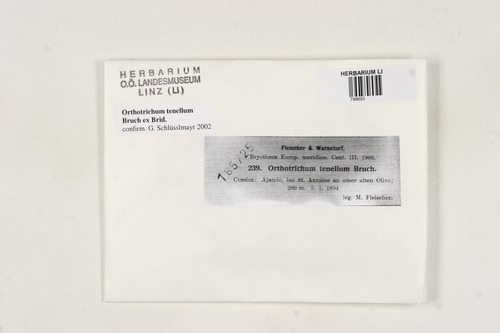 HERBARIUM
O.Ö. LANDESMUSEUM
LINZ (LI)
HERBARIUM LI
Orthotrichum tenellum
Bruch ex Brid.
confirm. G. Schlüsslmayr 2002
Fleischer & Warnstorf.
Bryotheca Europ. meridion. Cent. III. 1906.
239. Orthotrichum tenellum Bruch.
Corsica: Ajaccio, bei St. Antoine an einer alten Olive;
200 m. 5. 1. 1894
leg. M. Fleischer.